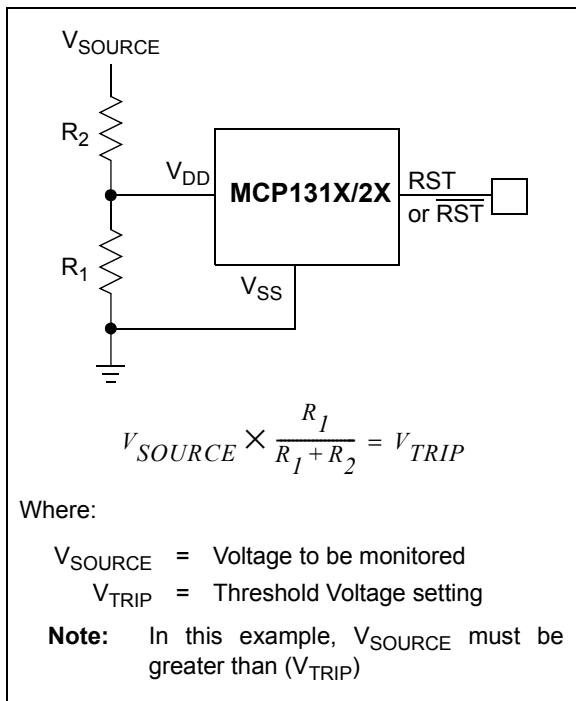 VSOURCE
R2
VDD
MCP131X/2X
RST
or RST
R1
VSS
VSOURCE × R1 / (R1 + R2) = VTRIP
Where:
VSOURCE = Voltage to be monitored
VTRIP = Threshold Voltage setting
Note: In this example, VSOURCE must be
greater than (VTRIP)